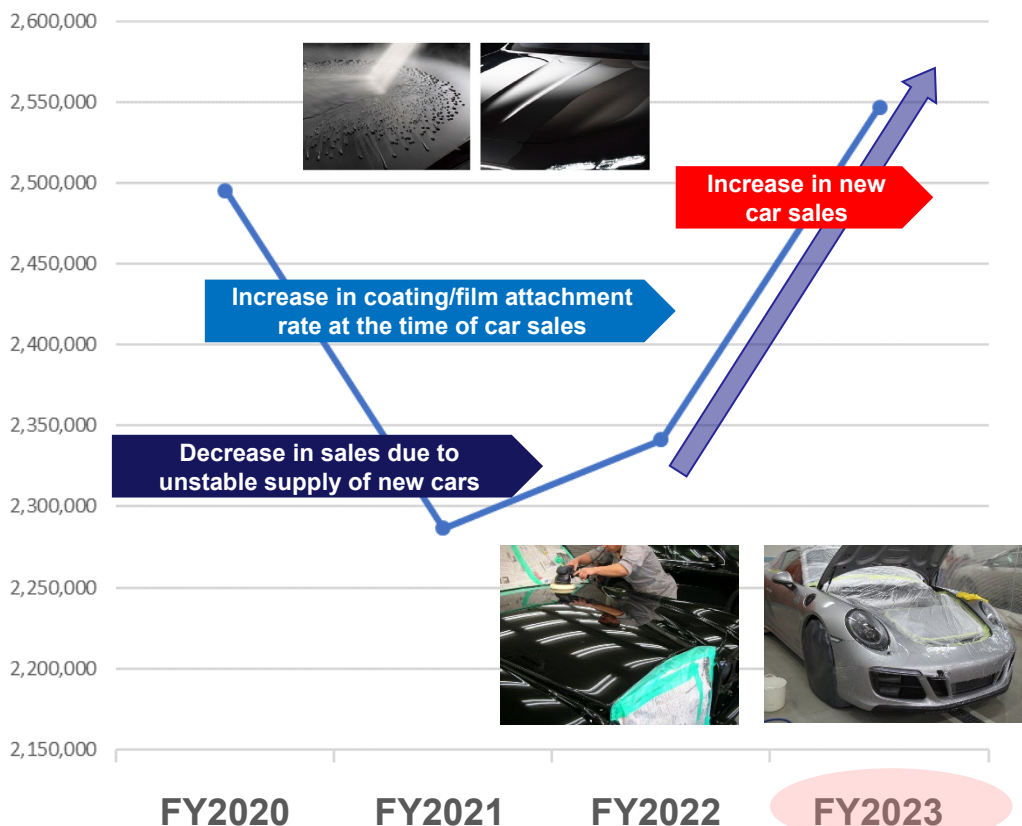 2,600,000
2,550,000
2,500,000
2,450,000
2,400,000
2,350,000
2,300,000
2,250,000
2,200,000
2,150,000
Increase in new
car sales
Increase in coating/film attachment
rate at the time of car sales
Decrease in sales due to
unstable supply of new cars
FY2020 FY2021 FY2022 FY2023